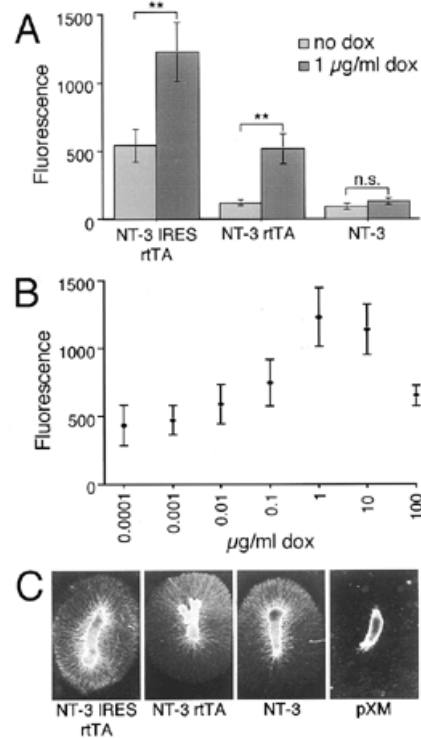 A
Fluorescence
1500
1000
500
0
**
**
n.s.
no dox
1 µg/ml dox
NT-3 IRES
rtTA
NT-3 rtTA
NT-3
B
Fluorescence
1500
1000
500
0
0.0001
0.001
0.01
0.1
1
10
100
µg/ml dox
C
NT-3 IRES
rtTA
NT-3 rtTA
NT-3
pXM